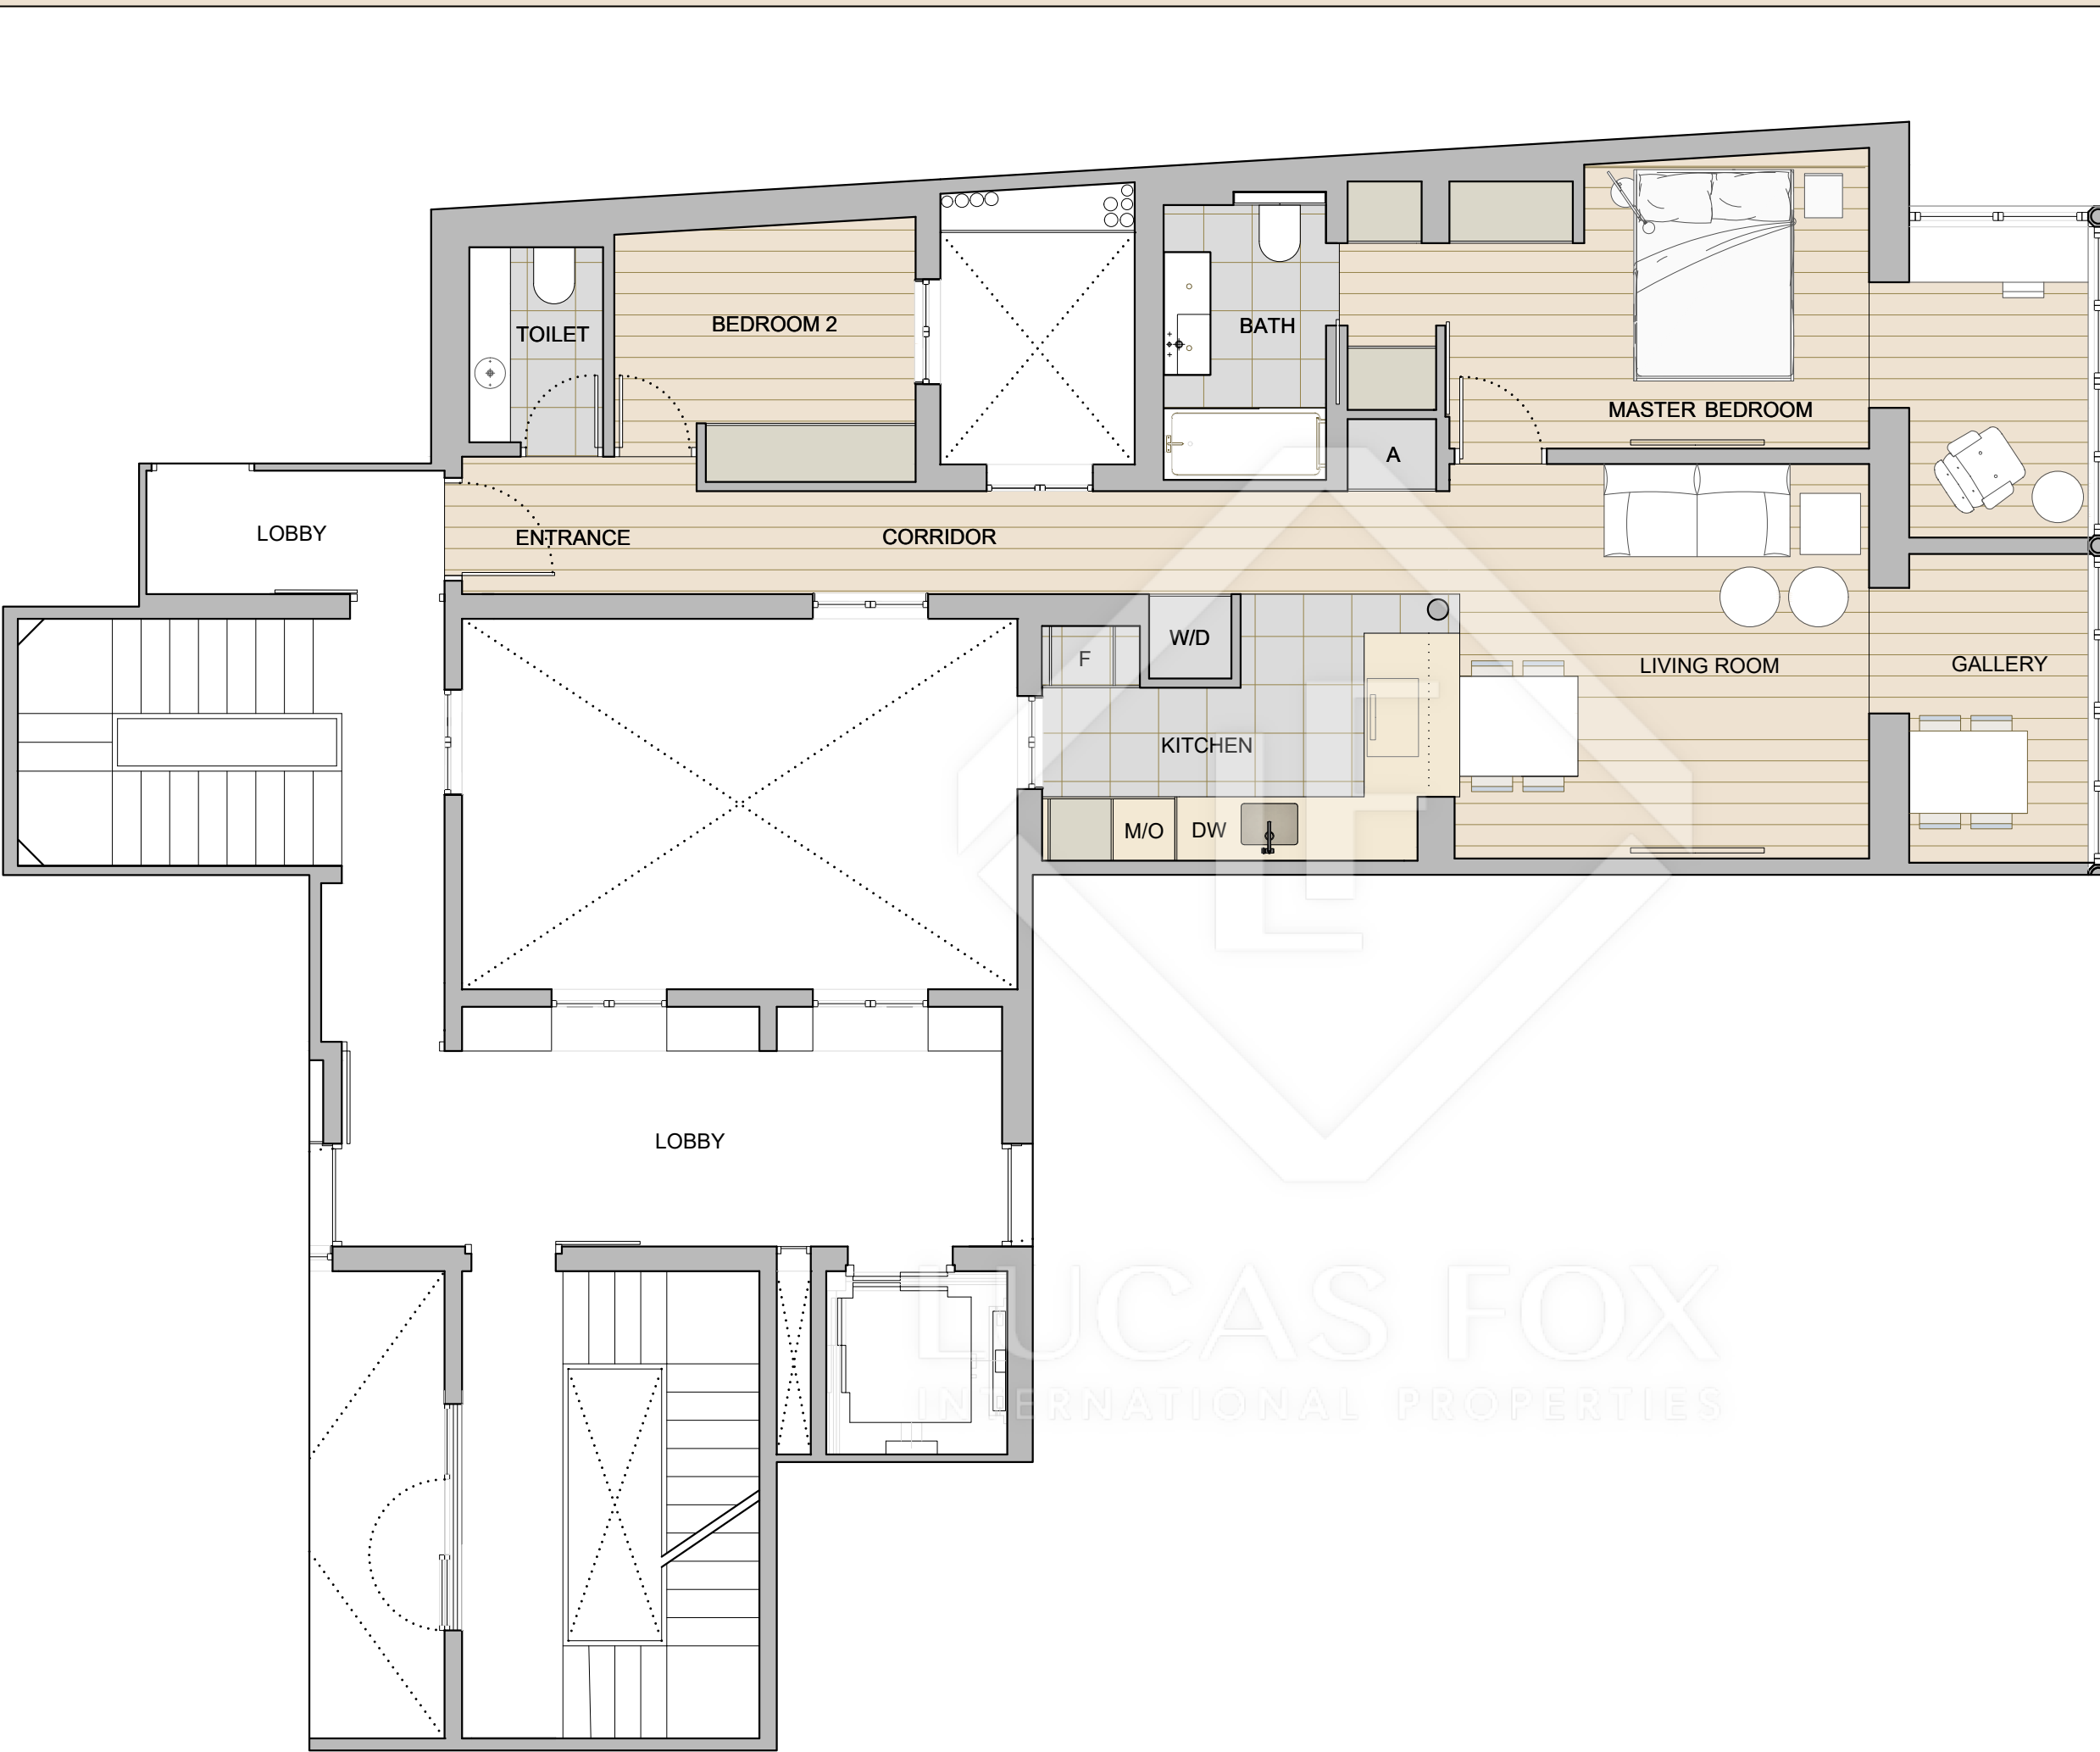 TOILET
BEDROOM 2
BATH
MASTER BEDROOM
A
LOBBY
ENTRANCE
CORRIDOR
W/D
F
LIVING ROOM
GALLERY
KITCHEN
M/O
DW
LF
LOBBY
LUCAS FOX
INTERNATIONAL PROPERTIES